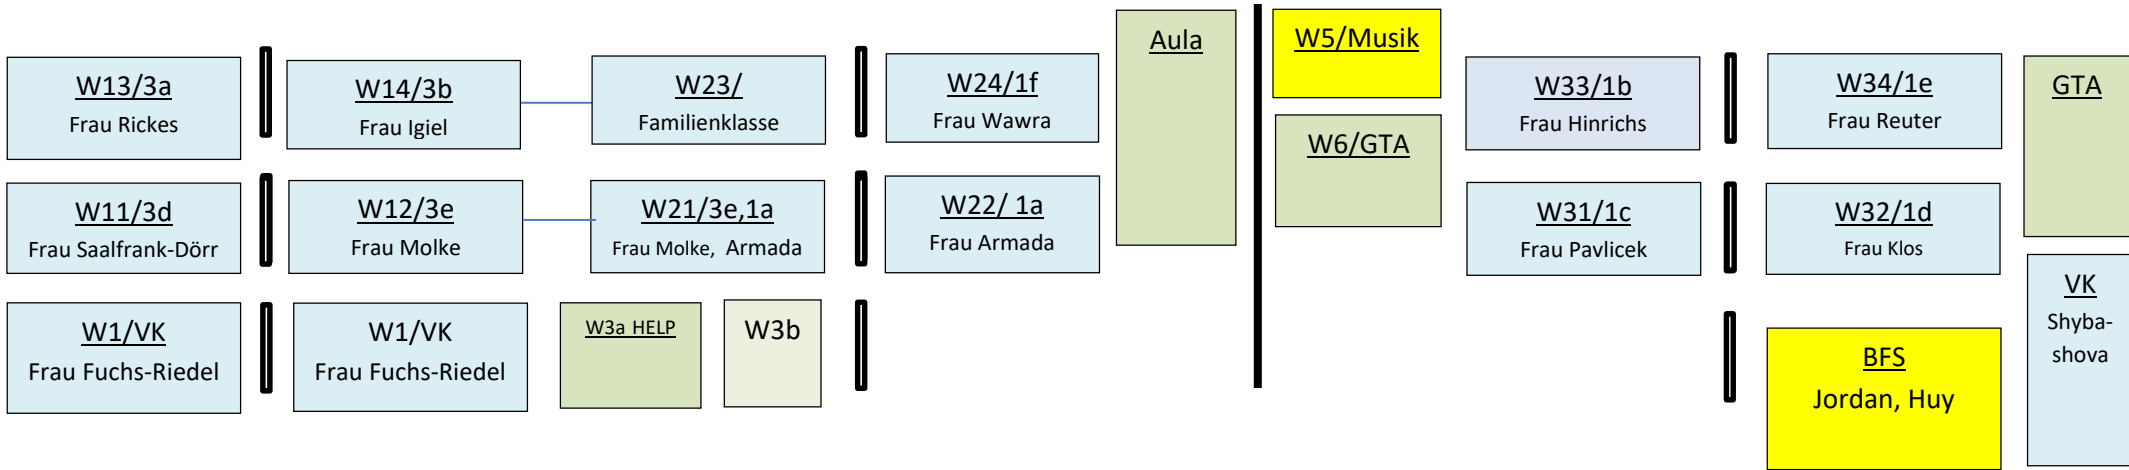 W13/3a
Frau Rickes
W14/3b
Frau Igiel
W23/
Familienklasse
W24/1f
Frau Wawra
Aula
W5/Musik
W6/GTA
W33/1b
Frau Hinrichs
W34/1e
Frau Reuter
GTA
W11/3d
Frau Saalfrank-Dörr
W12/3e
Frau Molke
W21/3e,1a
Frau Molke, Armada
W22/ 1a
Frau Armada
W31/1c
Frau Pavlicek
W32/1d
Frau Klos
W1/VK
Frau Fuchs-Riedel
W1/VK
Frau Fuchs-Riedel
W3a HELP
W3b
BFS
Jordan, Huy
VK
Shyba-
shova